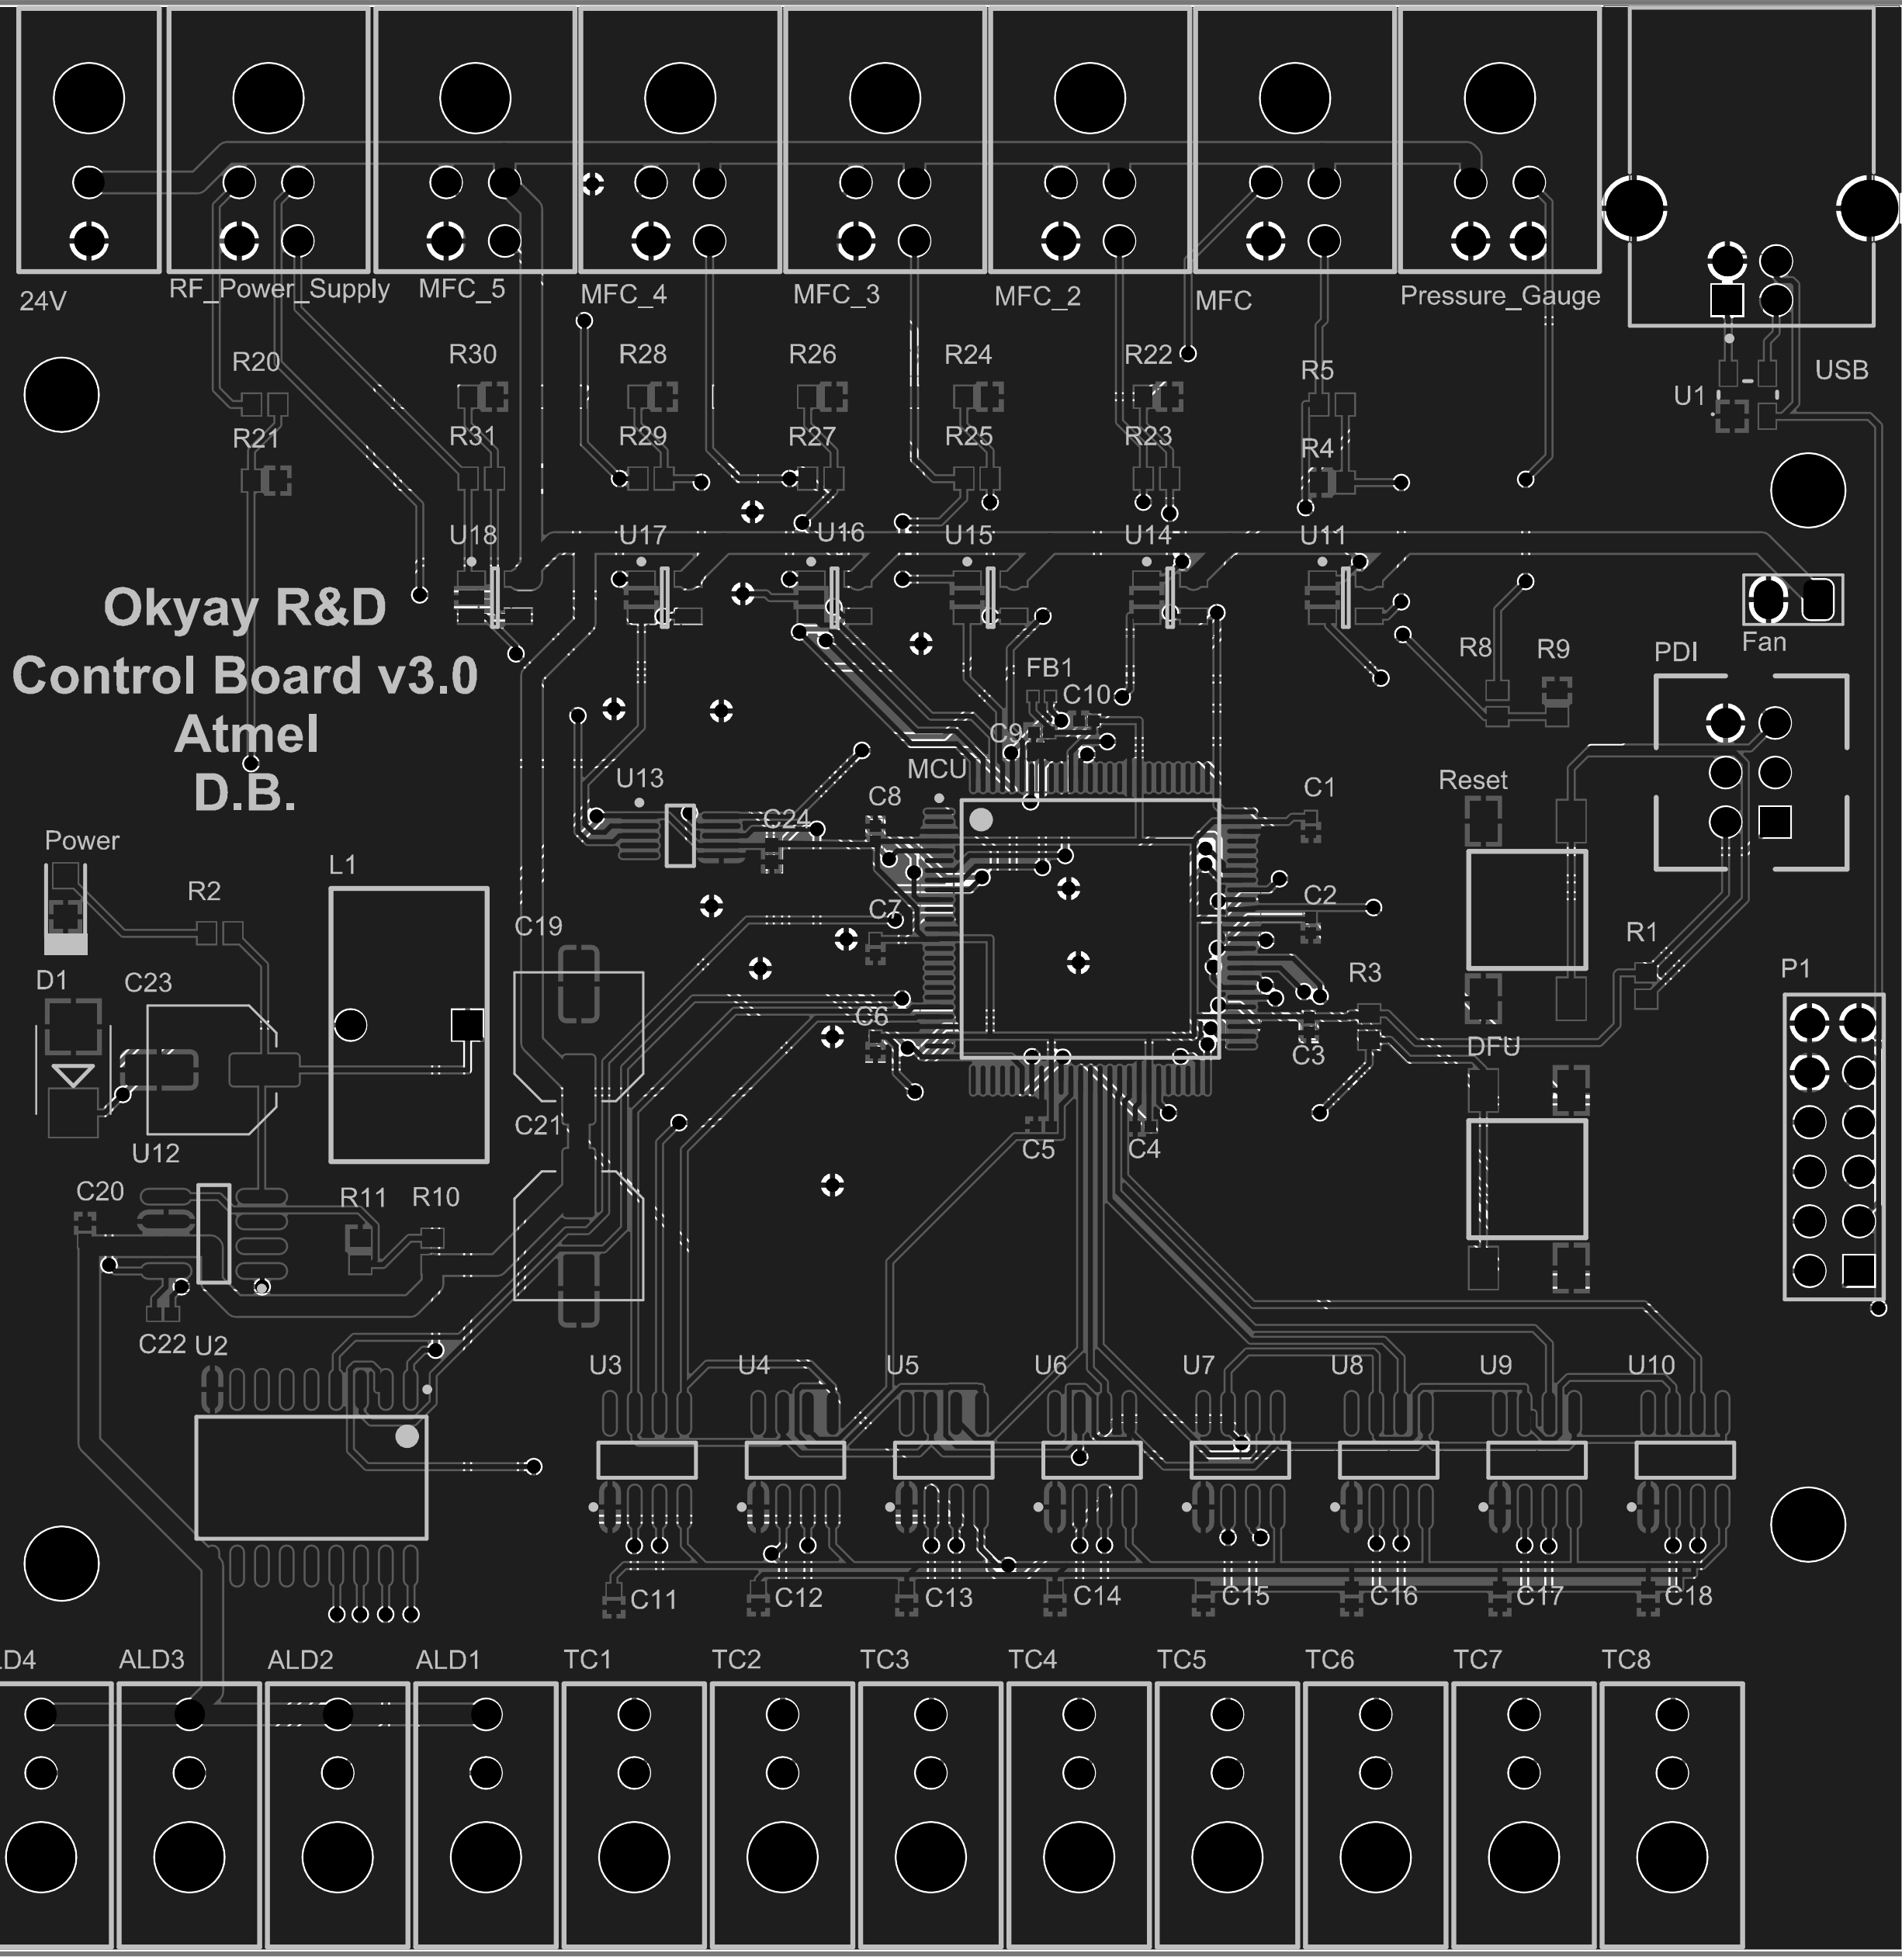 24V
RF_Power_Supply
MFC_5
MFC_4
MFC_3
MFC_2
MFC
Pressure_Gauge
USB
R20
R30
R28
R26
R24
R22
R5
U1
R21
R31
R29
R27
R25
R23
R4
U18
U17
U16
U15
U14
U11
Okyay R&D
Control Board v3.0
Atmel
D.B.
Fan
FB1
C10
C9
R8
R9
PDI
U13
MCU
Reset
C8
C24
C1
Power
L1
R2
C7
C2
C19
R1
D1
C23
R3
P1
C6
C3
DFU
U12
C21
C5
C4
C20
R11
R10
C22
U2
U3
U4
U5
U6
U7
U8
U9
U10
C11
C12
C13
C14
C15
C16
C17
C18
LD4
ALD3
ALD2
ALD1
TC1
TC2
TC3
TC4
TC5
TC6
TC7
TC8